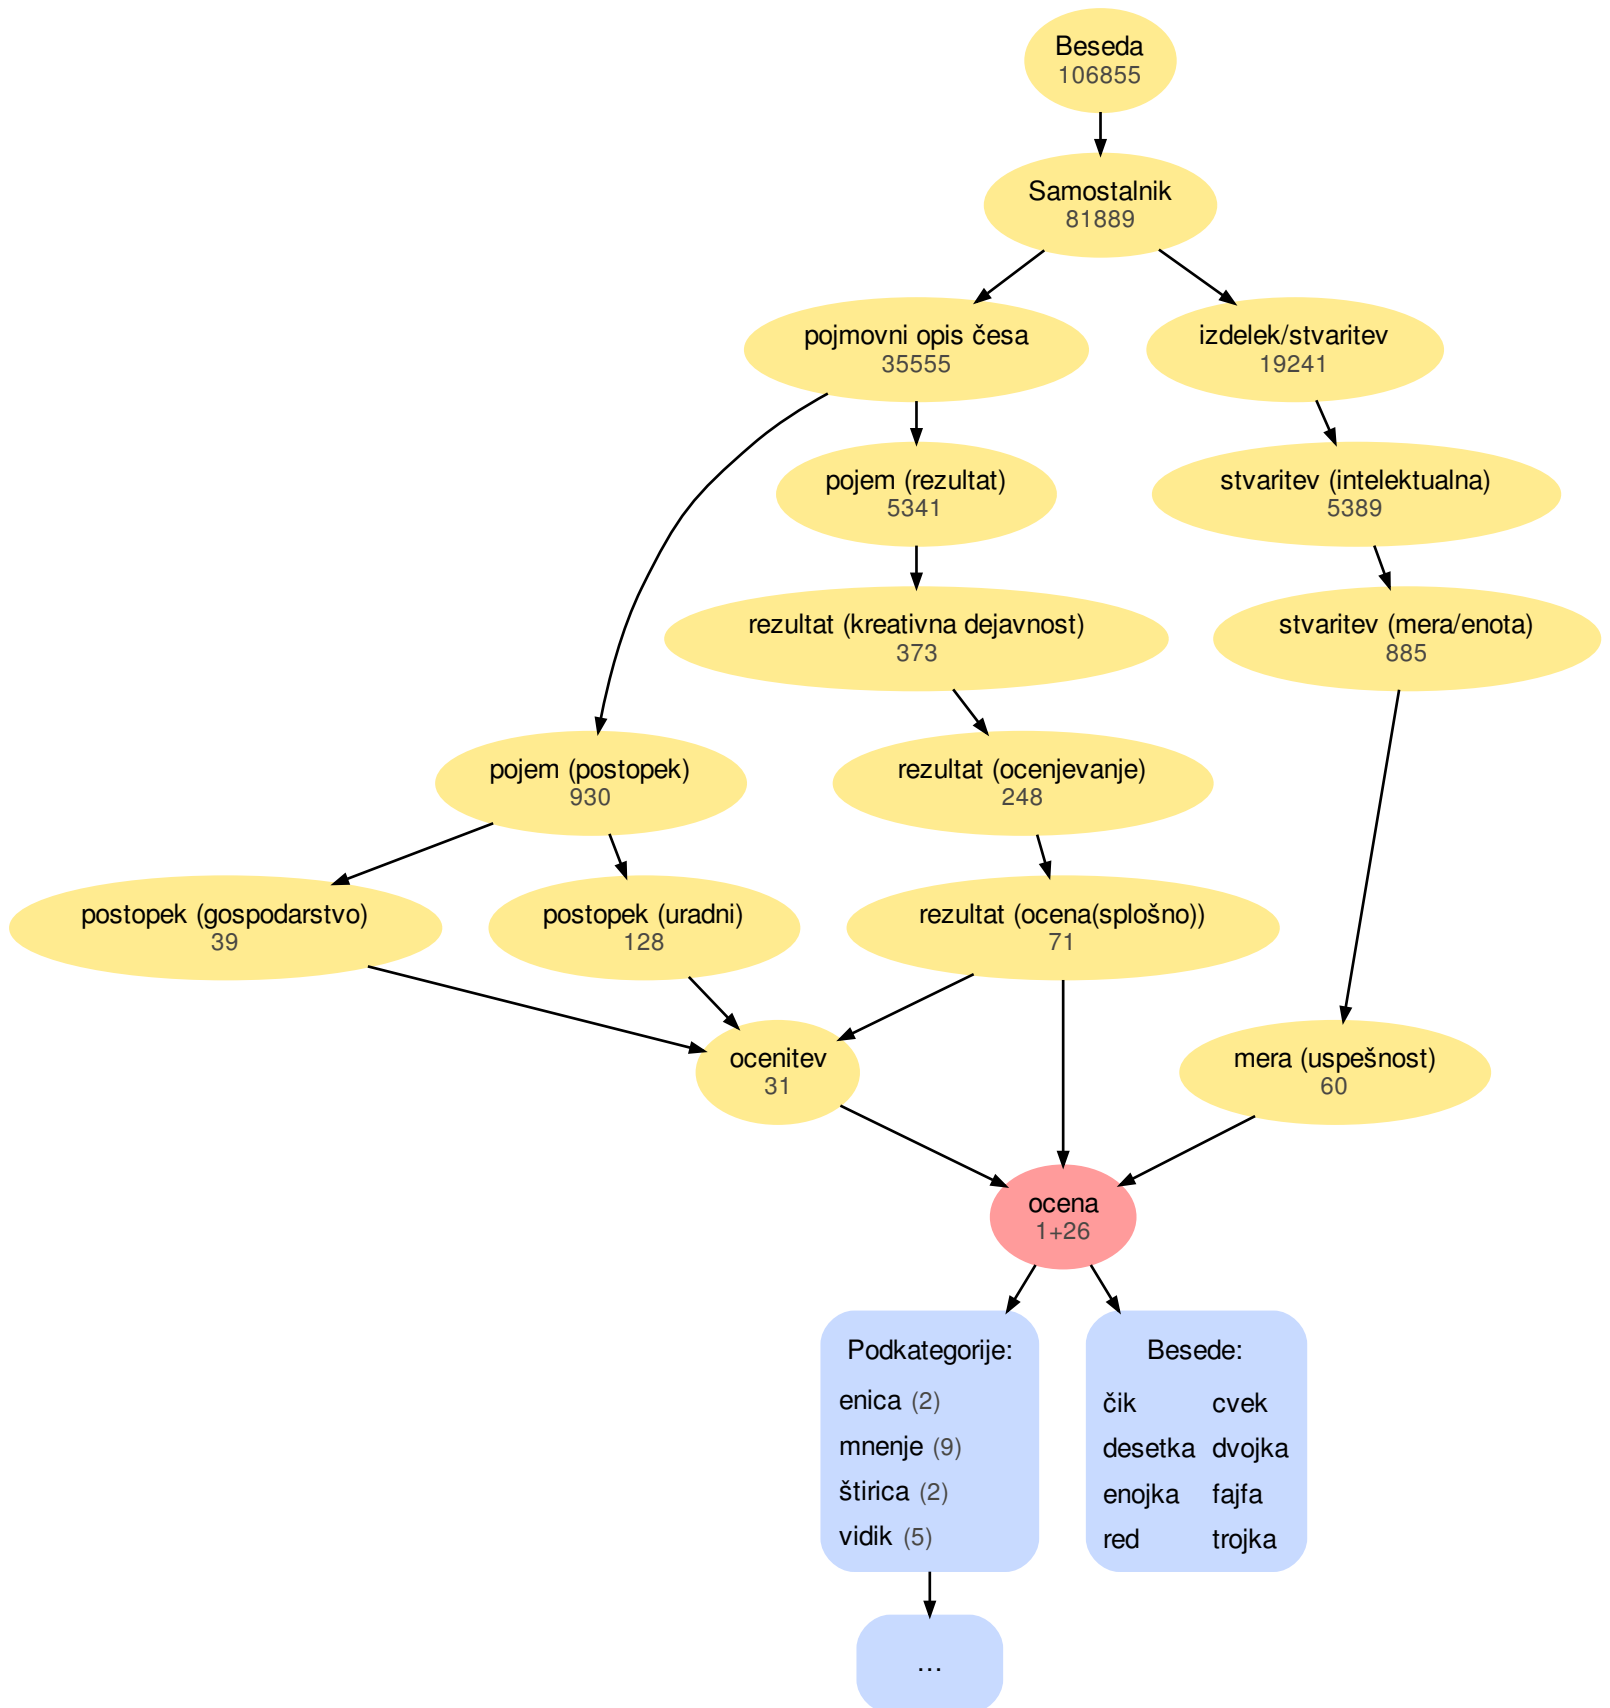 Beseda
106855
Samostalnik
81889
pojmovni opis česa
35555
izdelek/stvaritev
19241
pojem (rezultat)
5341
stvaritev (intelektualna)
5389
rezultat (kreativna dejavnost)
373
stvaritev (mera/enota)
885
pojem (postopek)
930
rezultat (ocenjevanje)
248
postopek (gospodarstvo)
39
postopek (uradni)
128
rezultat (ocena(splošno))
71
ocenitev
31
mera (uspešnost)
60
ocena
1+26
Podkategorije:
enica (2)
mnenje (9)
štirica (2)
vidik (5)
Besede:
čik cvek
desetka dvojka
enojka fajfa
red trojka
...